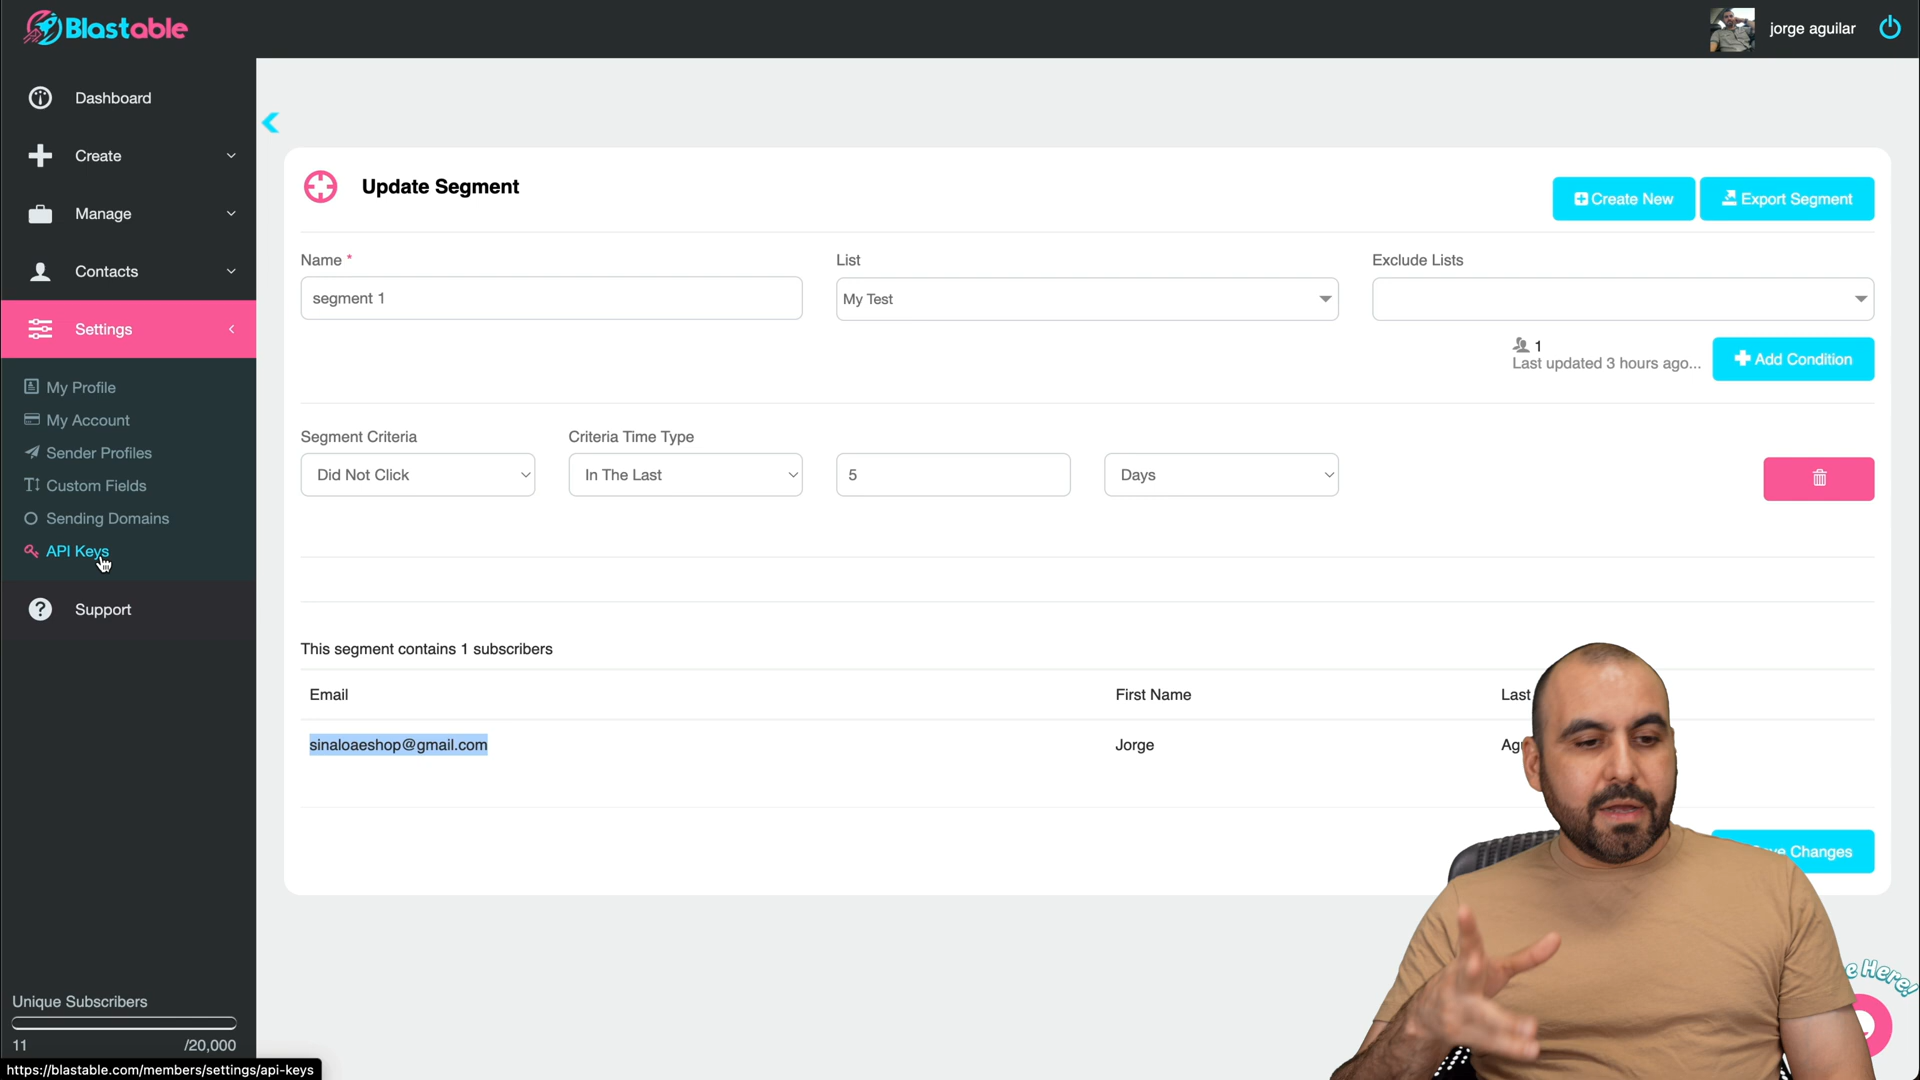 Blastable
jorge aguilar
Dashboard
Create
Manage
Contacts
Settings
My Profile
My Account
Sender Profiles
Custom Fields
Sending Domains
API Keys
Support
Update Segment
Create New
Export Segment
Name *
List
Exclude Lists
segment 1
My Test
1
Last updated 3 hours ago...
Add Condition
Segment Criteria
Criteria Time Type
Did Not Click
In The Last
5
Days
This segment contains 1 subscribers
Email
First Name
Last
sinaloaeshop@gmail.com
Jorge
Changes
Here!
Unique Subscribers
11
/20,000
https://blastable.com/members/settings/api-keys